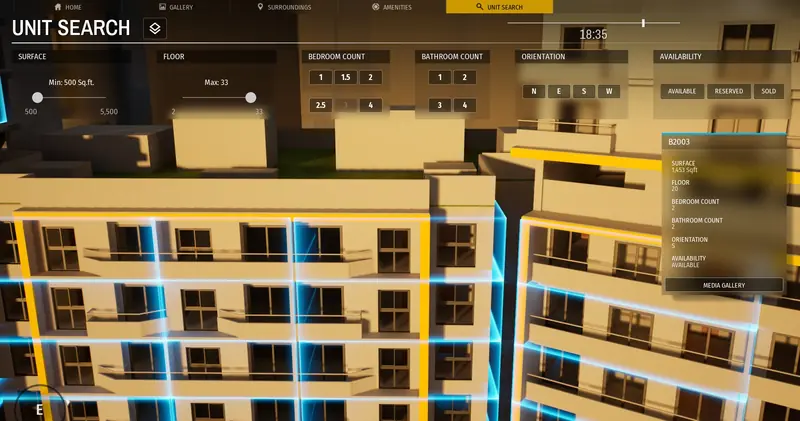 HOME
GALLERY
SURROUNDINGS
AMENITIES
UNIT SEARCH
UNIT SEARCH
18:35
SURFACE
Min: 500 Sq.ft.
500
5,500
FLOOR
Max: 33
2
33
BEDROOM COUNT
1
1.5
2
2.5
3
4
BATHROOM COUNT
1
2
3
4
ORIENTATION
N
E
S
W
AVAILABILITY
AVAILABLE
RESERVED
SOLD
B2003
SURFACE
1,453 Sqft
FLOOR
20
BEDROOM COUNT
2
BATHROOM COUNT
2
ORIENTATION
S
AVAILABILITY
AVAILABLE
MEDIA GALLERY
E